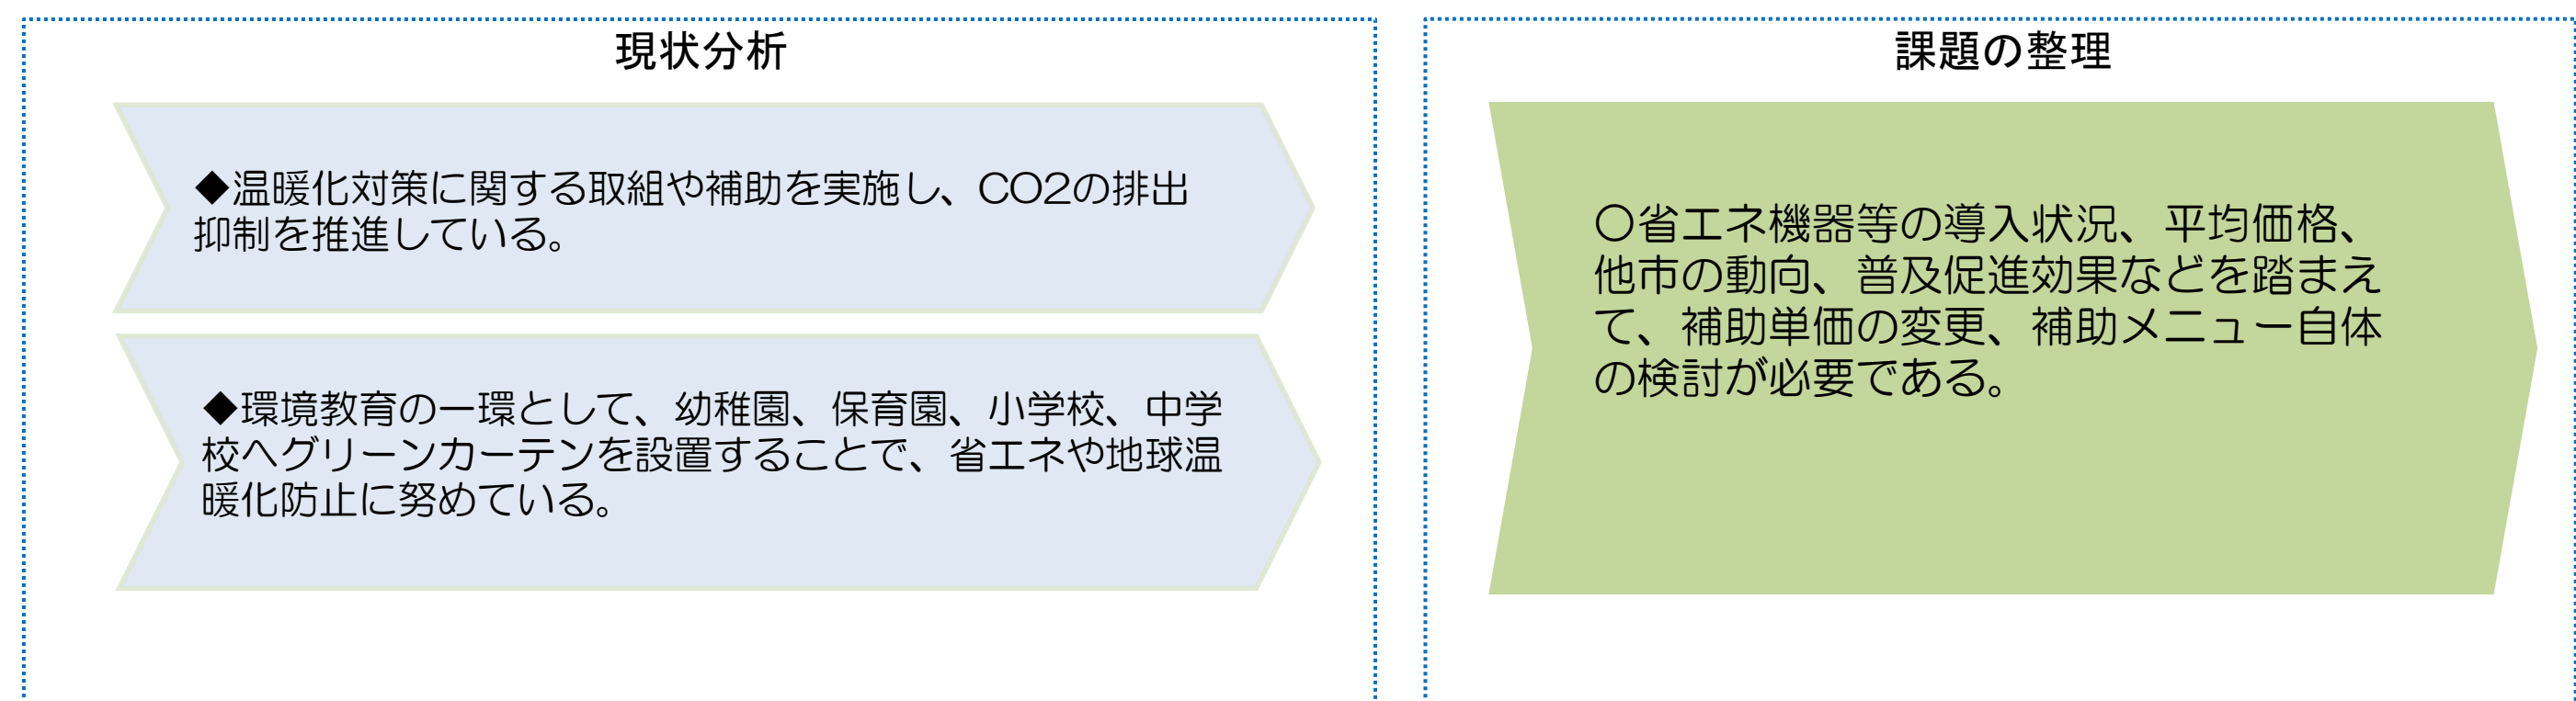 現状分析
◆温暖化対策に関する取組や補助を実施し、CO2の排出
抑制を推進している。
◆環境教育の一環として、幼稚園、保育園、小学校、中学
校へグリーンカーテンを設置することで、省エネや地球温
暖化防止に努めている。
課題の整理
〇省エネ機器等の導入状況、平均価格、
他市の動向、普及促進効果などを踏まえ
て、補助単価の変更、補助メニュー自体
の検討が必要である。